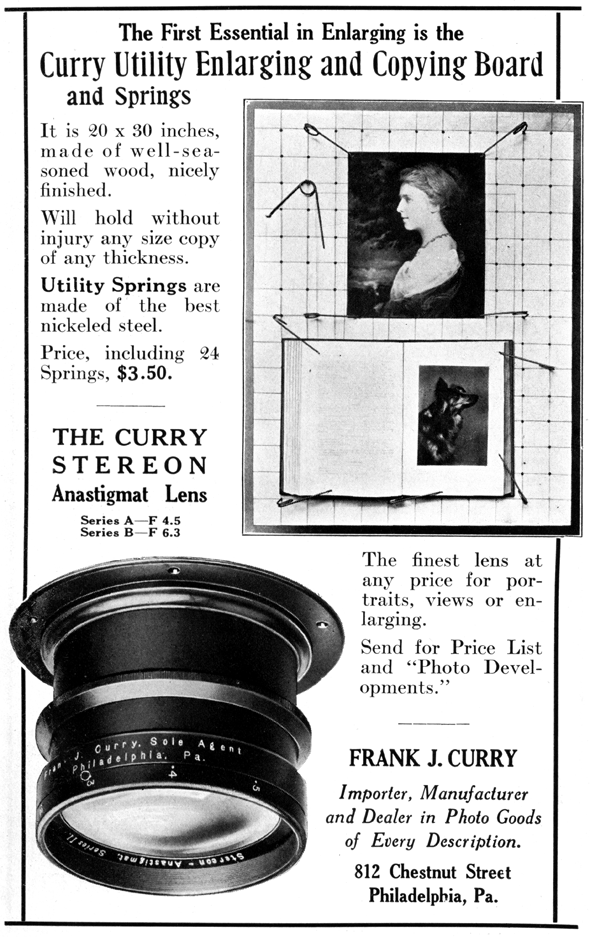 The First Essential in Enlarging is the
Curry Utility Enlarging and Copying Board
and Springs
It is 20 x 30 inches,
made of well-sea-
soned wood, nicely
finished.
Will hold without
injury any size copy
of any thickness.
Utility Springs are
made of the best
nickeled steel.
Price, including 24
Springs, $3.50.
THE CURRY
STEREON
Anastigmat Lens
Series A—F 4.5
Series B—F 6.3
The finest lens at
any price for por-
traits, views or en-
larging.
Send for Price List
and “Photo Devel-
opments.”
Frank J. Curry, Sole Agent
Philadelphia, Pa.
3 4 5
Stereon - Anastigmat. Series II.
FRANK J. CURRY
Importer, Manufacturer
and Dealer in Photo Goods
of Every Description.
812 Chestnut Street
Philadelphia, Pa.